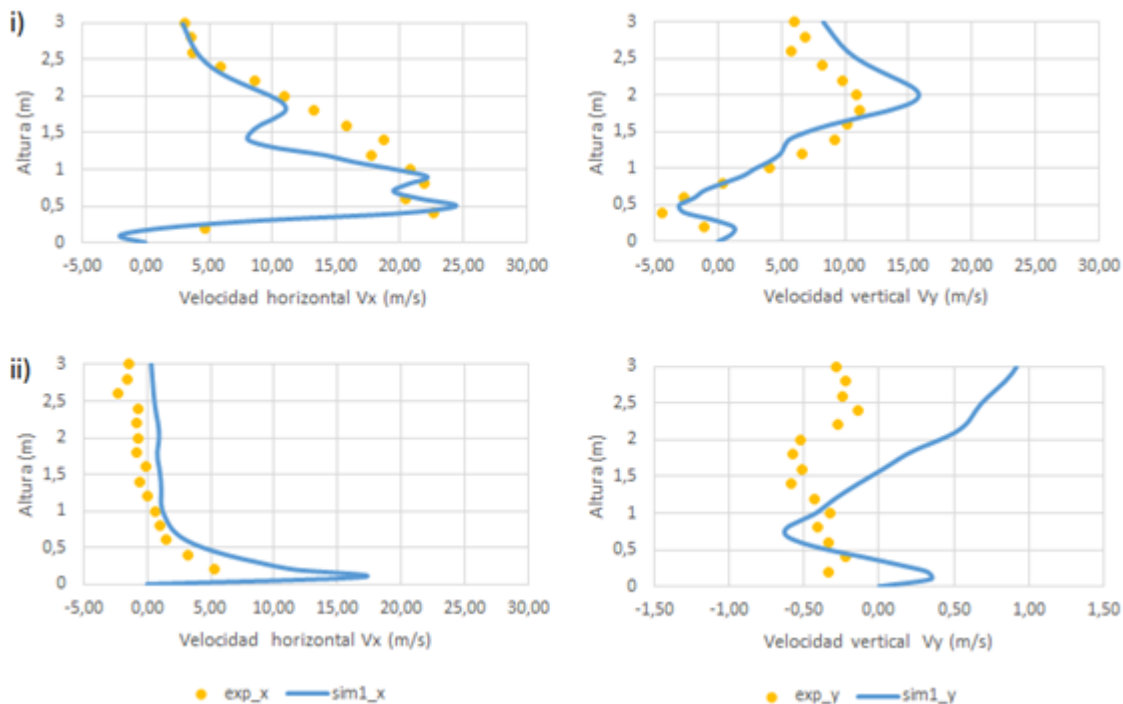 i)
3
2,5
2
1,5
1
0,5
0
Altura (m)
-5,00 0,00 5,00 10,00 15,00 20,00 25,00 30,00
Velocidad horizontal Vx (m/s)
3
2,5
2
1,5
1
0,5
0
Altura (m)
-5,00 0,00 5,00 10,00 15,00 20,00 25,00 30,00
Velocidad vertical Vy (m/s)
ii)
3
2,5
2
1,5
1
0,5
0
Altura (m)
-5,00 0,00 5,00 10,00 15,00 20,00 25,00 30,00
Velocidad horizontal Vx (m/s)
exp_x sim1_x
3
2,5
2
1,5
1
0,5
0
Altura (m)
-1,50 -1,00 -0,50 0,00 0,50 1,00 1,50
Velocidad vertical Vy (m/s)
exp_y sim1_y